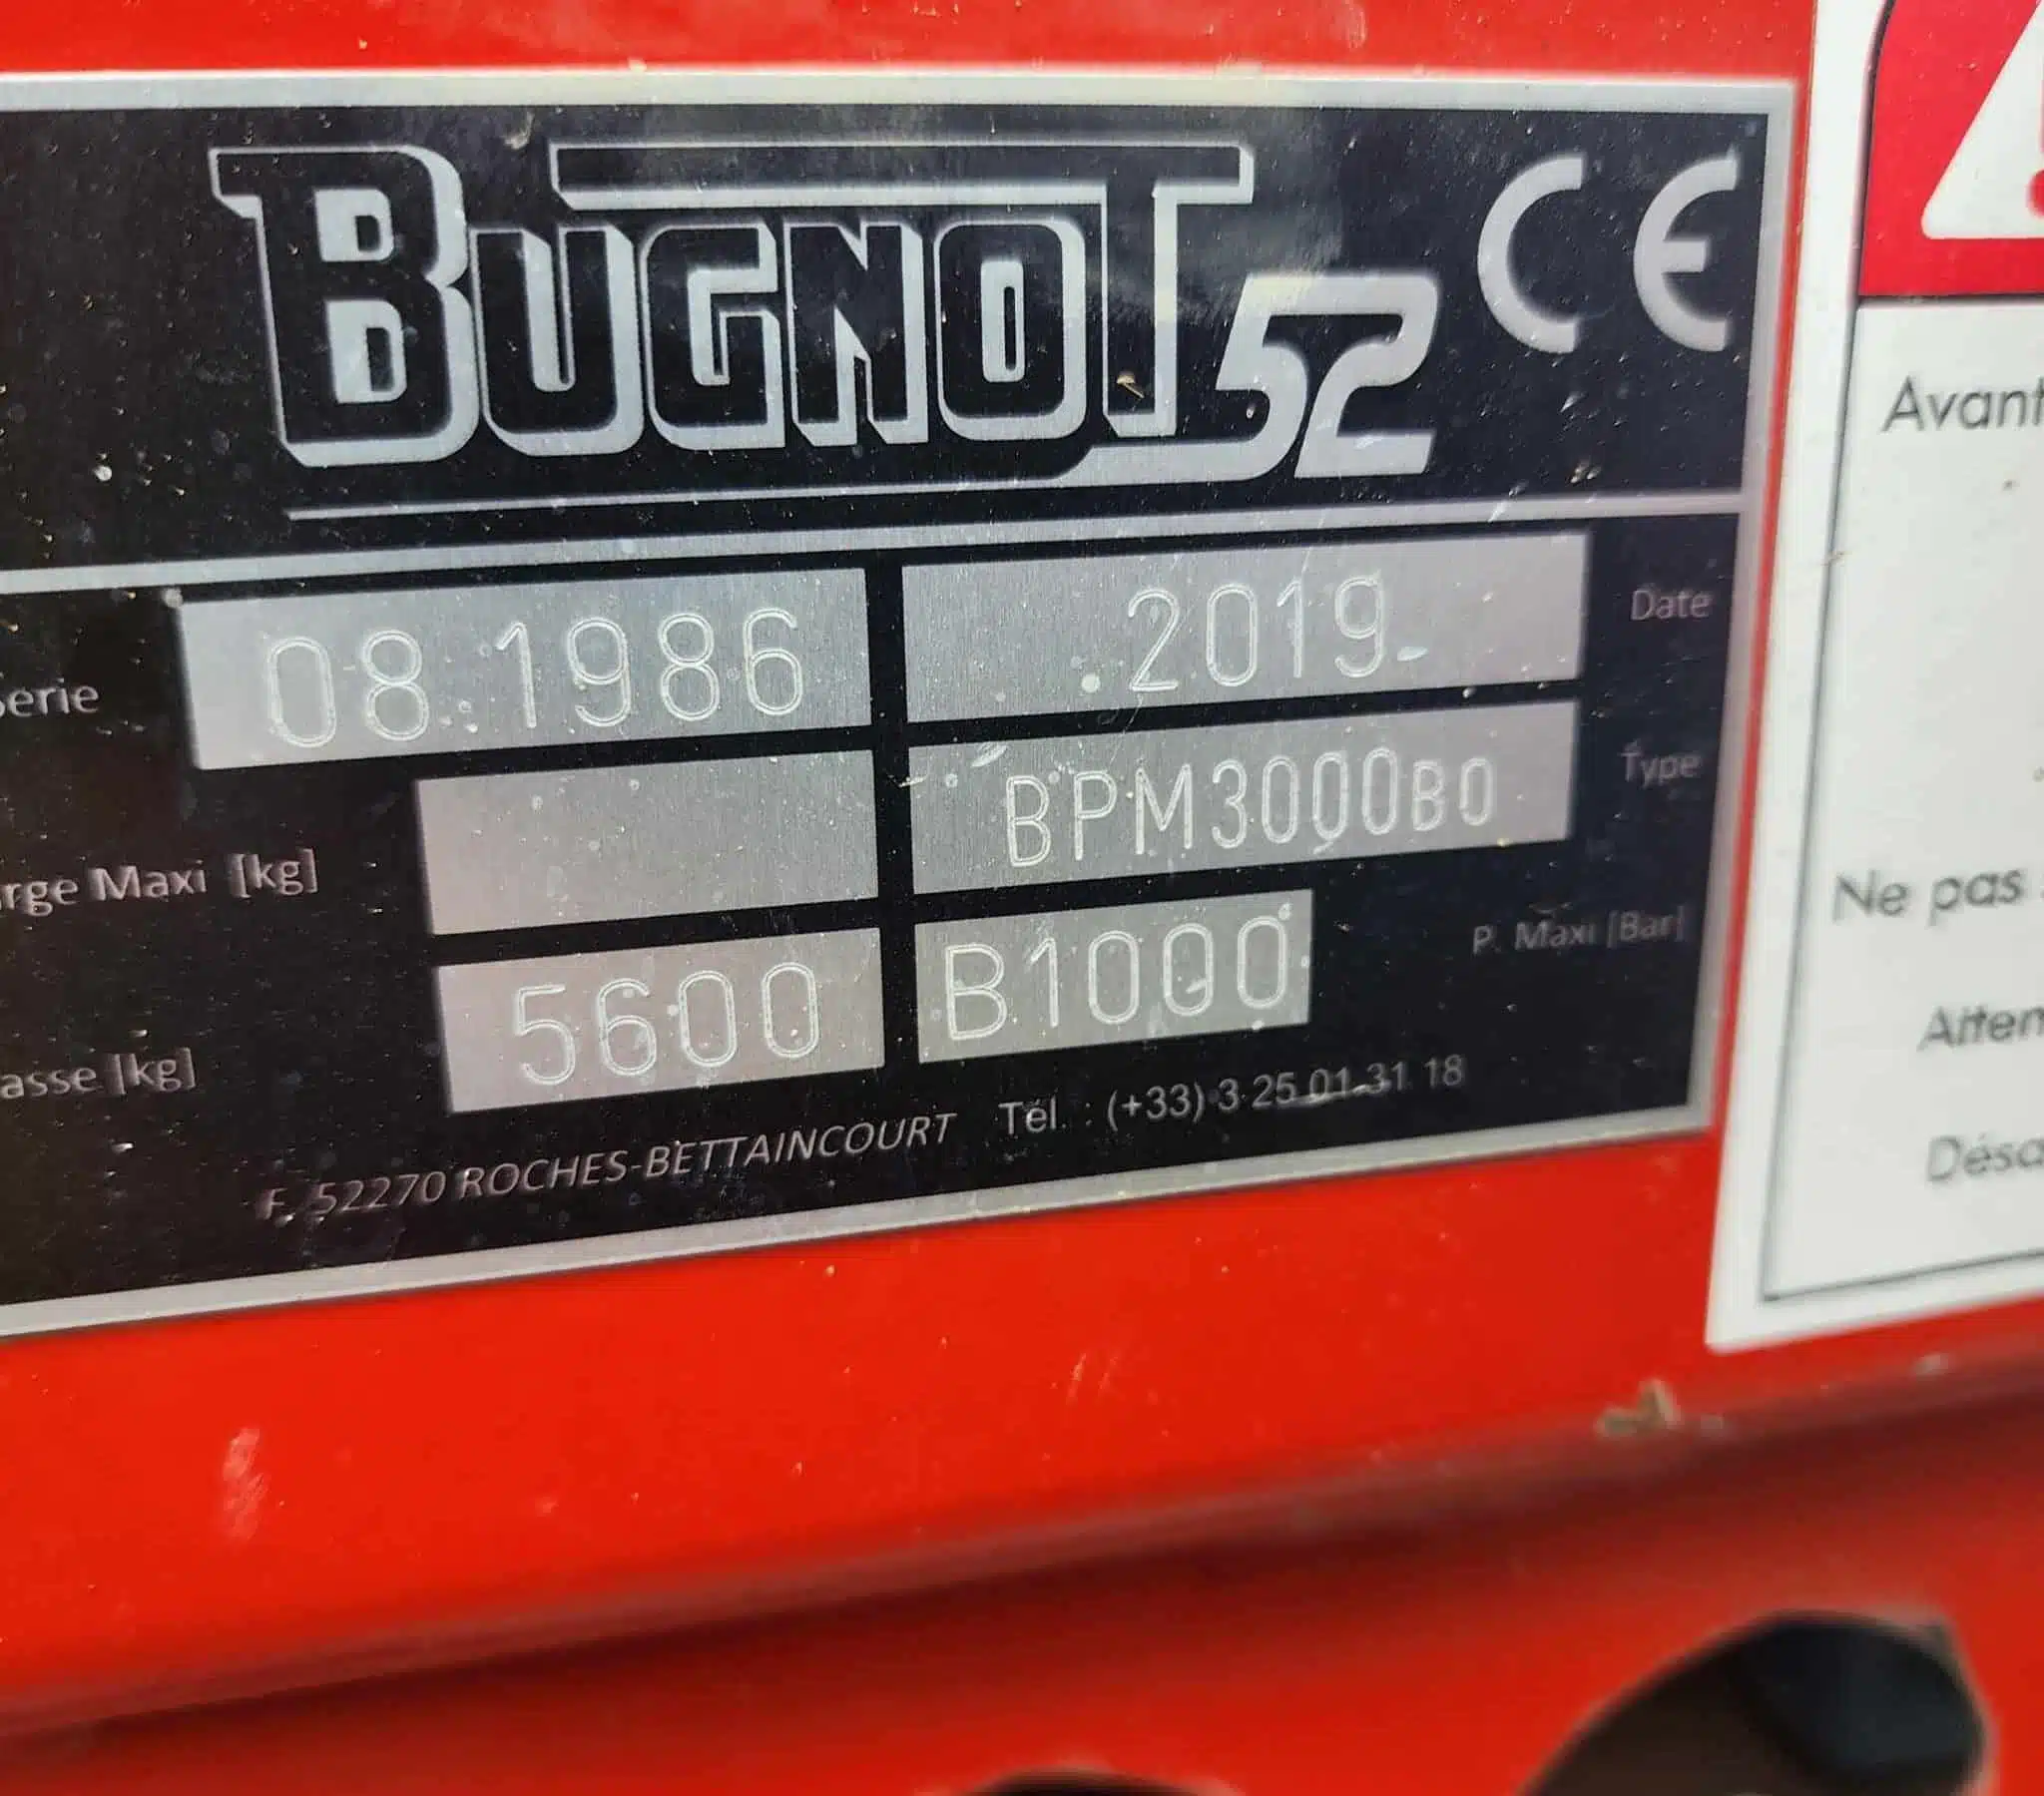 BUGNOT 52 CE
Serie 08.1986 2019 Date
rge Maxi [kg] BPM3000B0 Type
asse [kg] 5600 B1000 P. Maxi [Bar]
F. 52270 ROCHES-BETTAINCOURT Tél. : (+33) 3 25 01 31 18
Avant
Ne pas
Atten
Désa